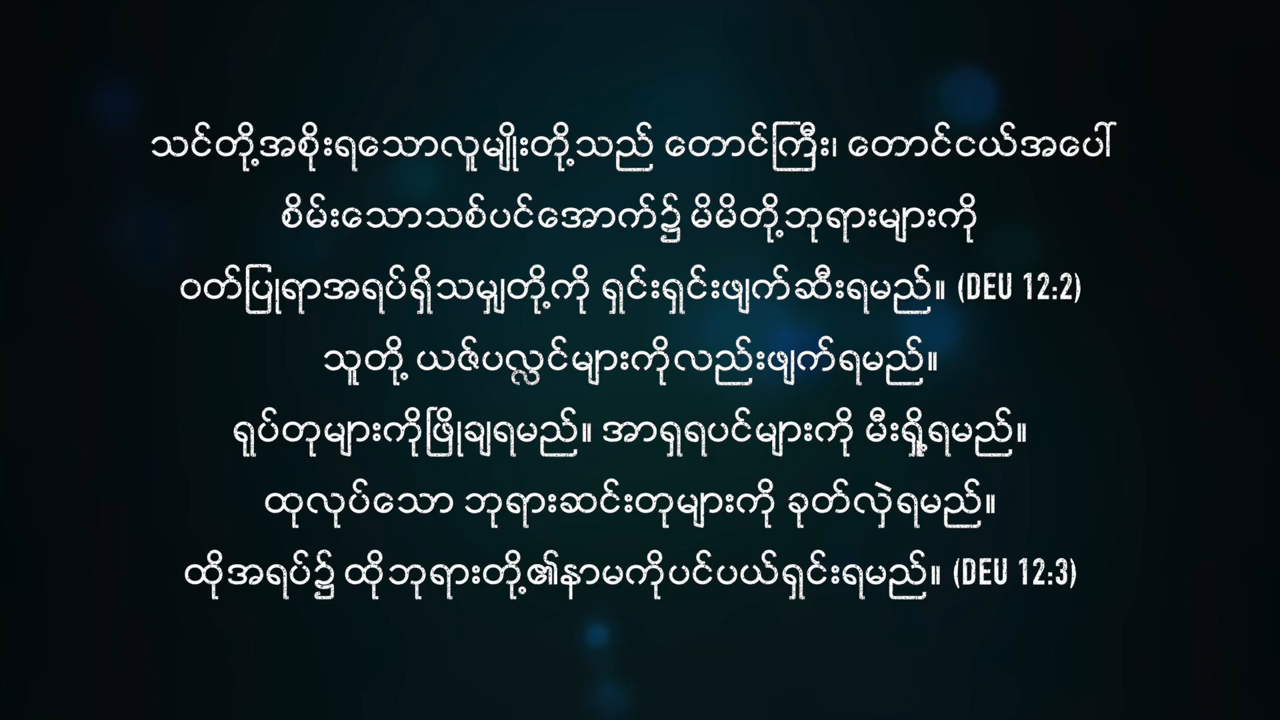 သင်တို့အစိုးရသောလူမျိုးတို့သည် တောင်ကြီး၊ တောင်ငယ်အပေါ်
စိမ်းသောသစ်ပင်အောက်၌ မိမိတို့ဘုရားများကို
ဝတ်ပြုရာအရပ်ရှိသမျှတို့ကို ရှင်းရှင်းဖျက်ဆီးရမည်။ (DEU 12:2)
သူတို့ ယဇ်ပလ္လင်များကိုလည်းဖျက်ရမည်။
ရုပ်တုများကိုဖြိုချရမည်။ အာရှရပင်များကို မီးရှို့ရမည်။
ထုလုပ်သော ဘုရားဆင်းတုများကို ခုတ်လှဲရမည်။
ထိုအရပ်၌ ထိုဘုရားတို့၏နာမကိုပင်ပယ်ရှင်းရမည်။ (DEU 12:3)